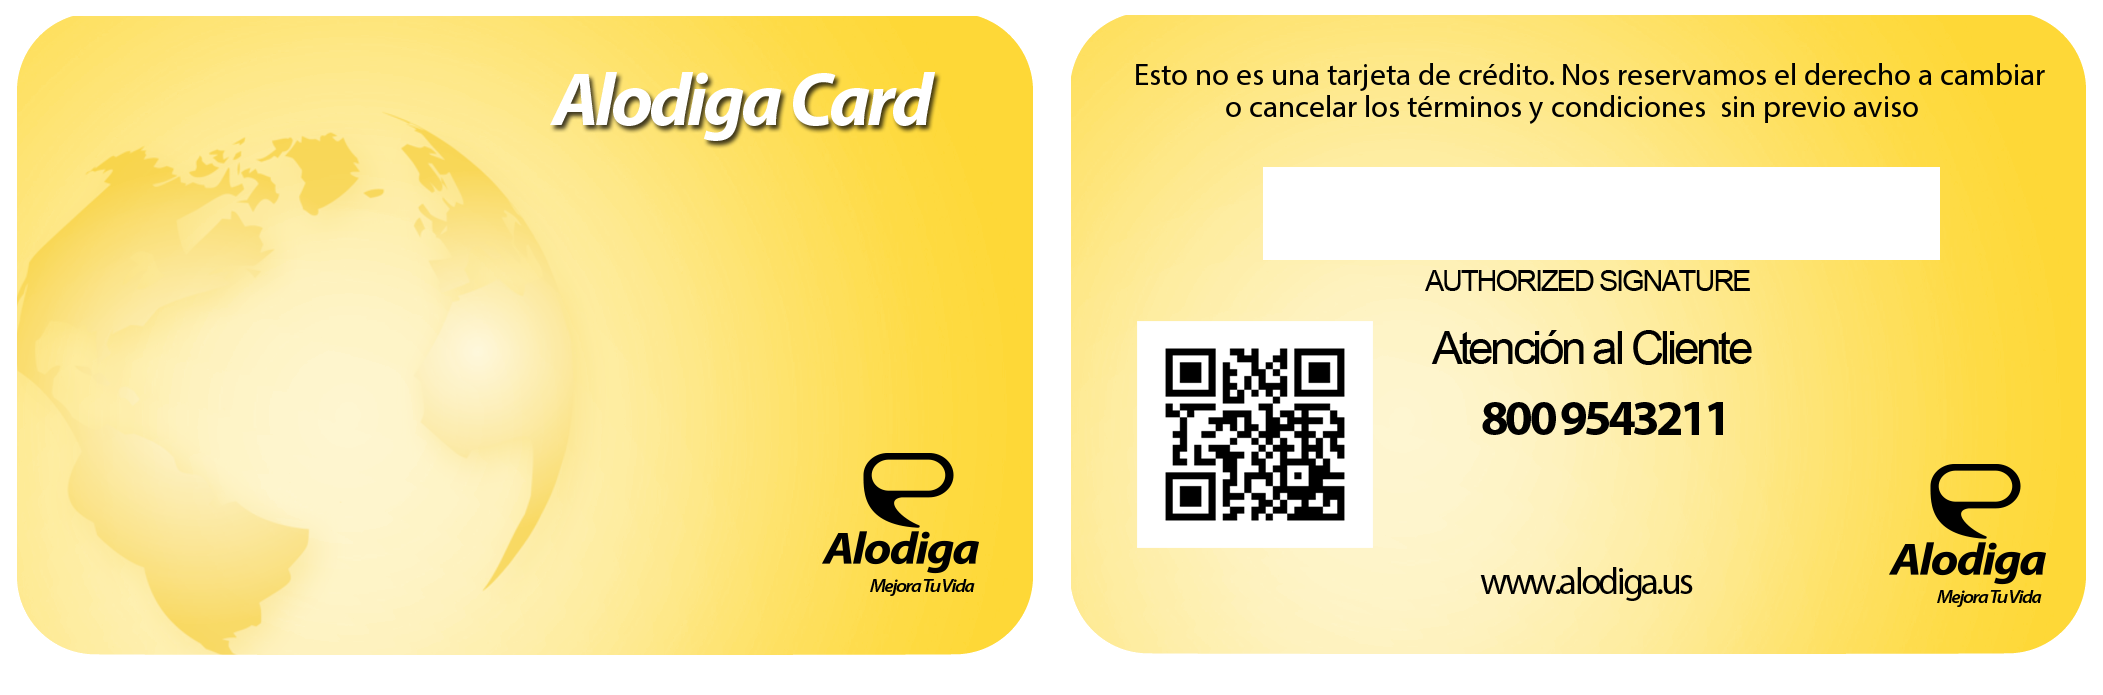 Alodiga Card
Alodiga
Mejora Tu Vida
Esto no es una tarjeta de crédito. Nos reservamos el derecho a cambiar
o cancelar los términos y condiciones sin previo aviso
AUTHORIZED SIGNATURE
Atención al Cliente
800 9543211
www.alodiga.us
Alodiga
Mejora Tu Vida